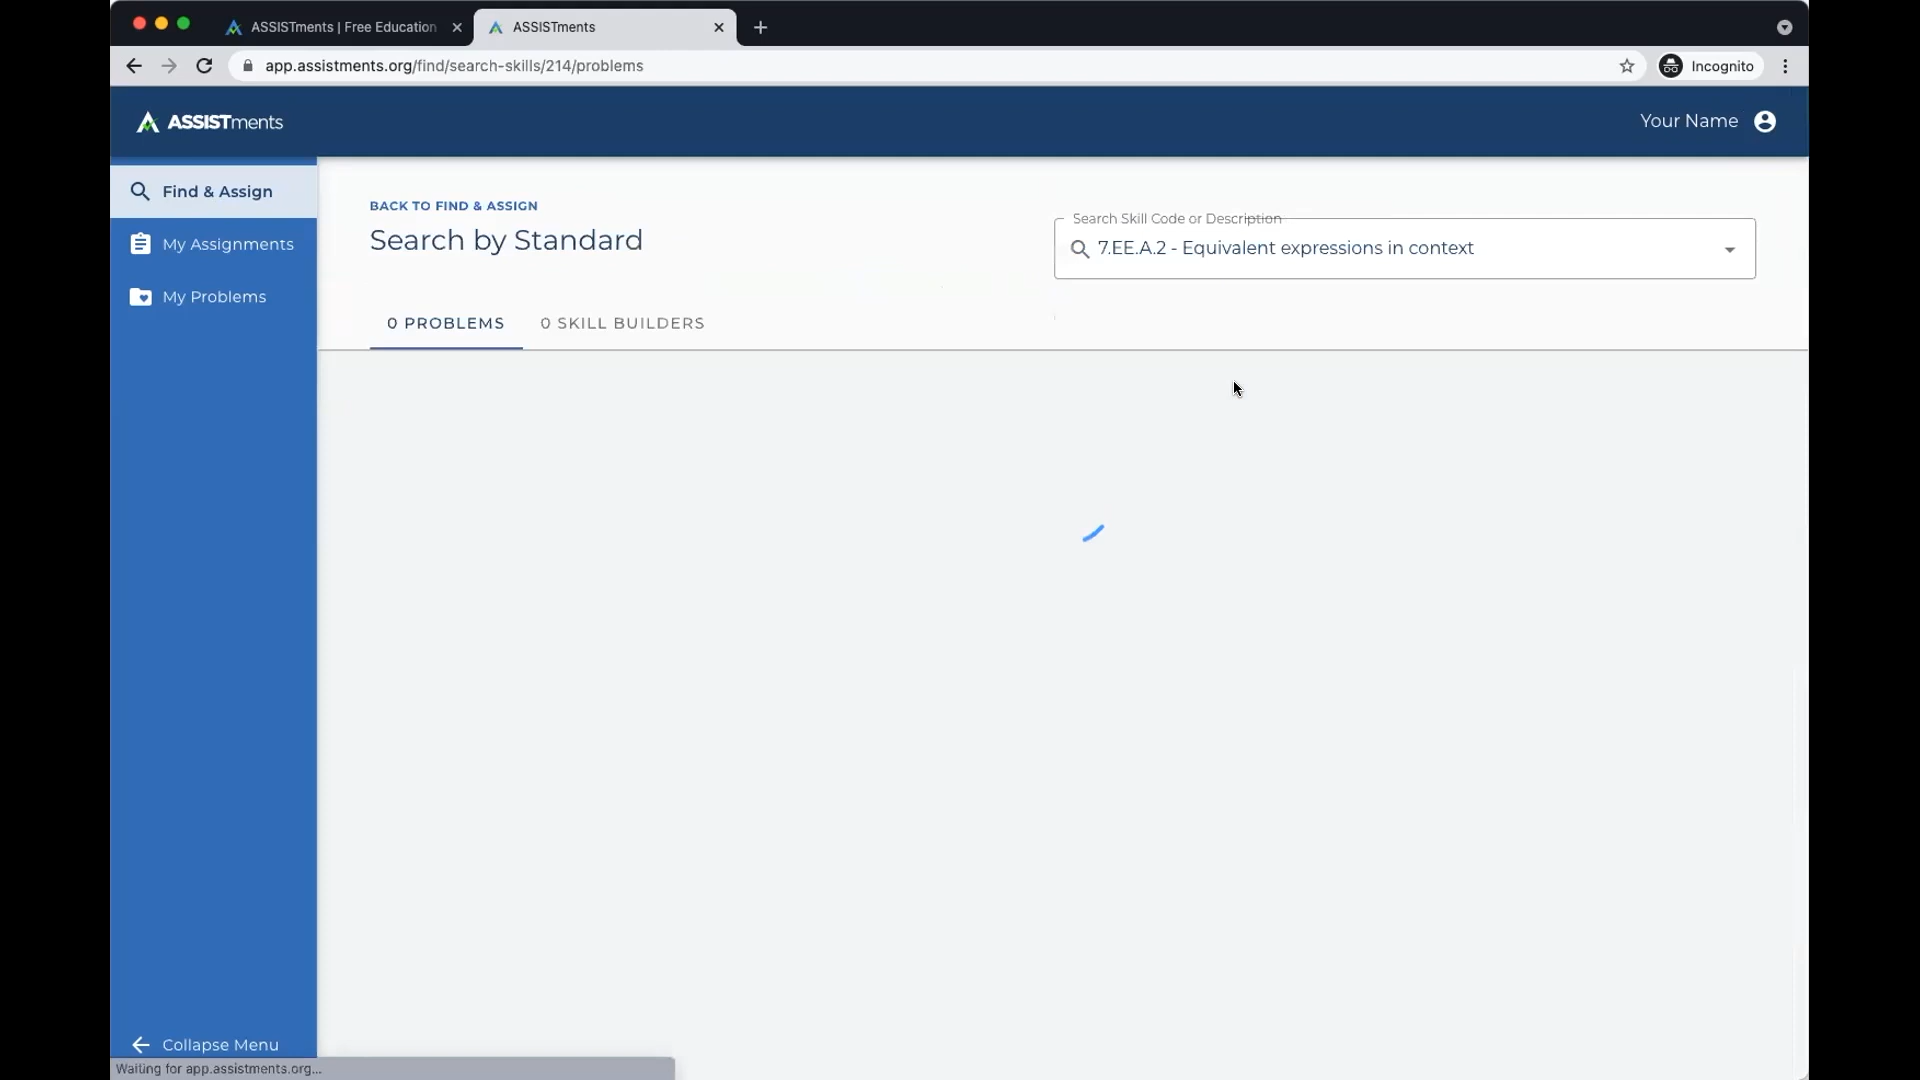 ASSISTments | Free Education
ASSISTments
app.assistments.org/find/search-skills/214/problems
Incognito
ASSISTments
Your Name
Find & Assign
My Assignments
My Problems
BACK TO FIND & ASSIGN
Search by Standard
Search Skill Code or Description
7.EE.A.2 - Equivalent expressions in context
0 PROBLEMS
0 SKILL BUILDERS
Collapse Menu
Waiting for app.assistments.org...